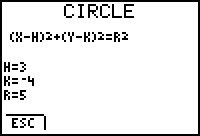 CIRCLE
(X-H)²+(Y-K)²=R²
H=3
K=-4
R=5
ESC